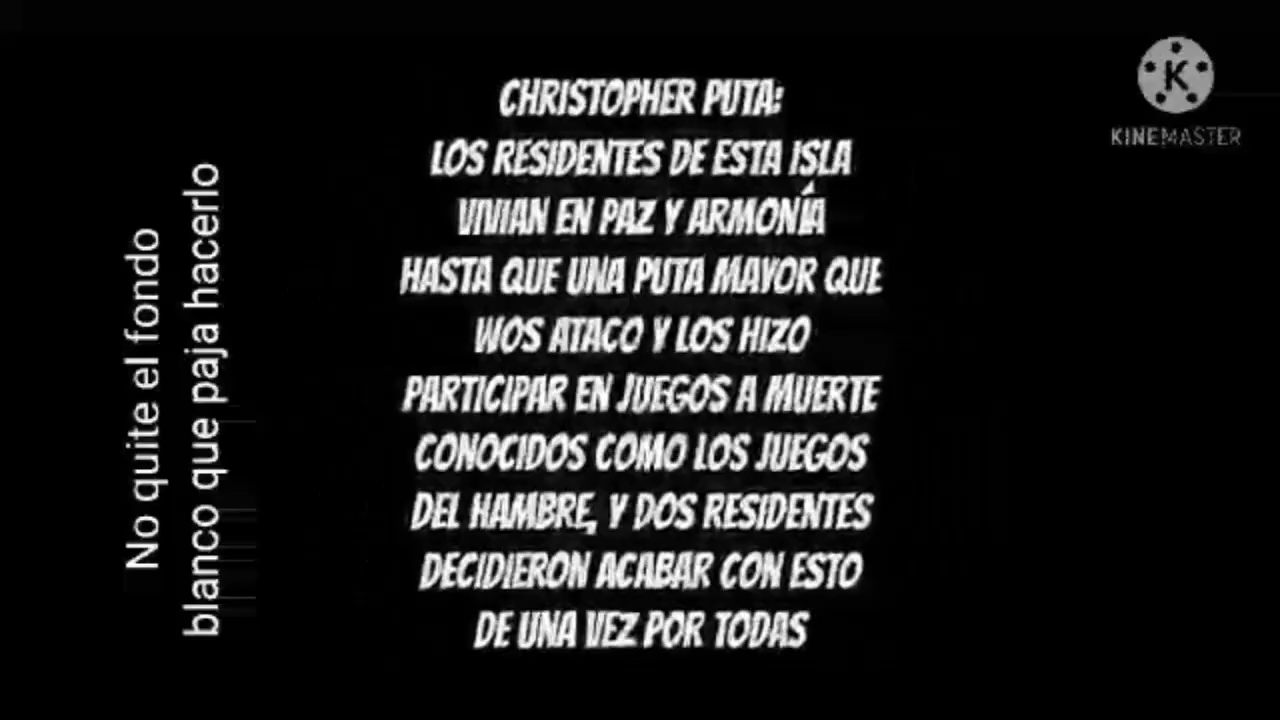 CHRISTOPHER PUTA:
LOS RESIDENTES DE ESTA ISLA
VIVIAN EN PAZ Y ARMONÍA
HASTA QUE UNA PUTA MAYOR QUE
WOS ATACO Y LOS HIZO
PARTICIPAR EN JUEGOS A MUERTE
CONOCIDOS COMO LOS JUEGOS
DEL HAMBRE, Y DOS RESIDENTES
DECIDIERON ACABAR CON ESTO
DE UNA VEZ POR TODAS
No quite el fondo
blanco que paja hacerlo
K
KINEMASTER